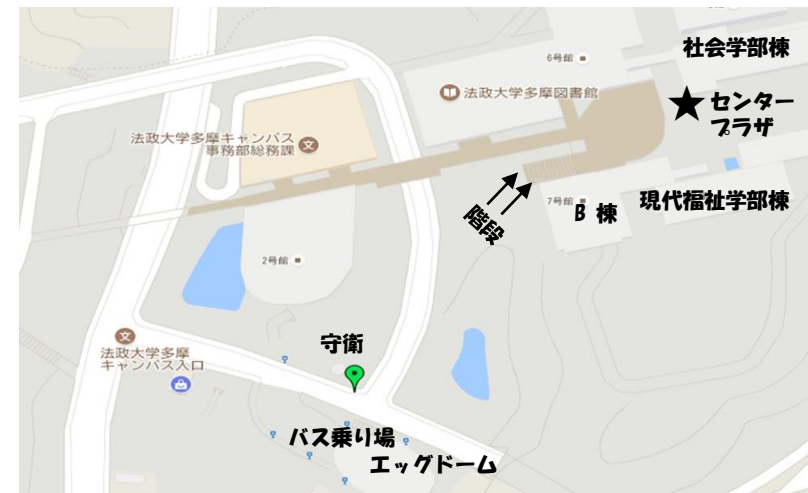 社会学部棟
6号館
法政大学多摩図書館
センター
プラザ
法政大学多摩キャンパス
事務部総務課
階段
7号館
B 棟
現代福祉学部棟
2号館
守衛
法政大学多摩
キャンパス入口
バス乗り場
エッグドーム